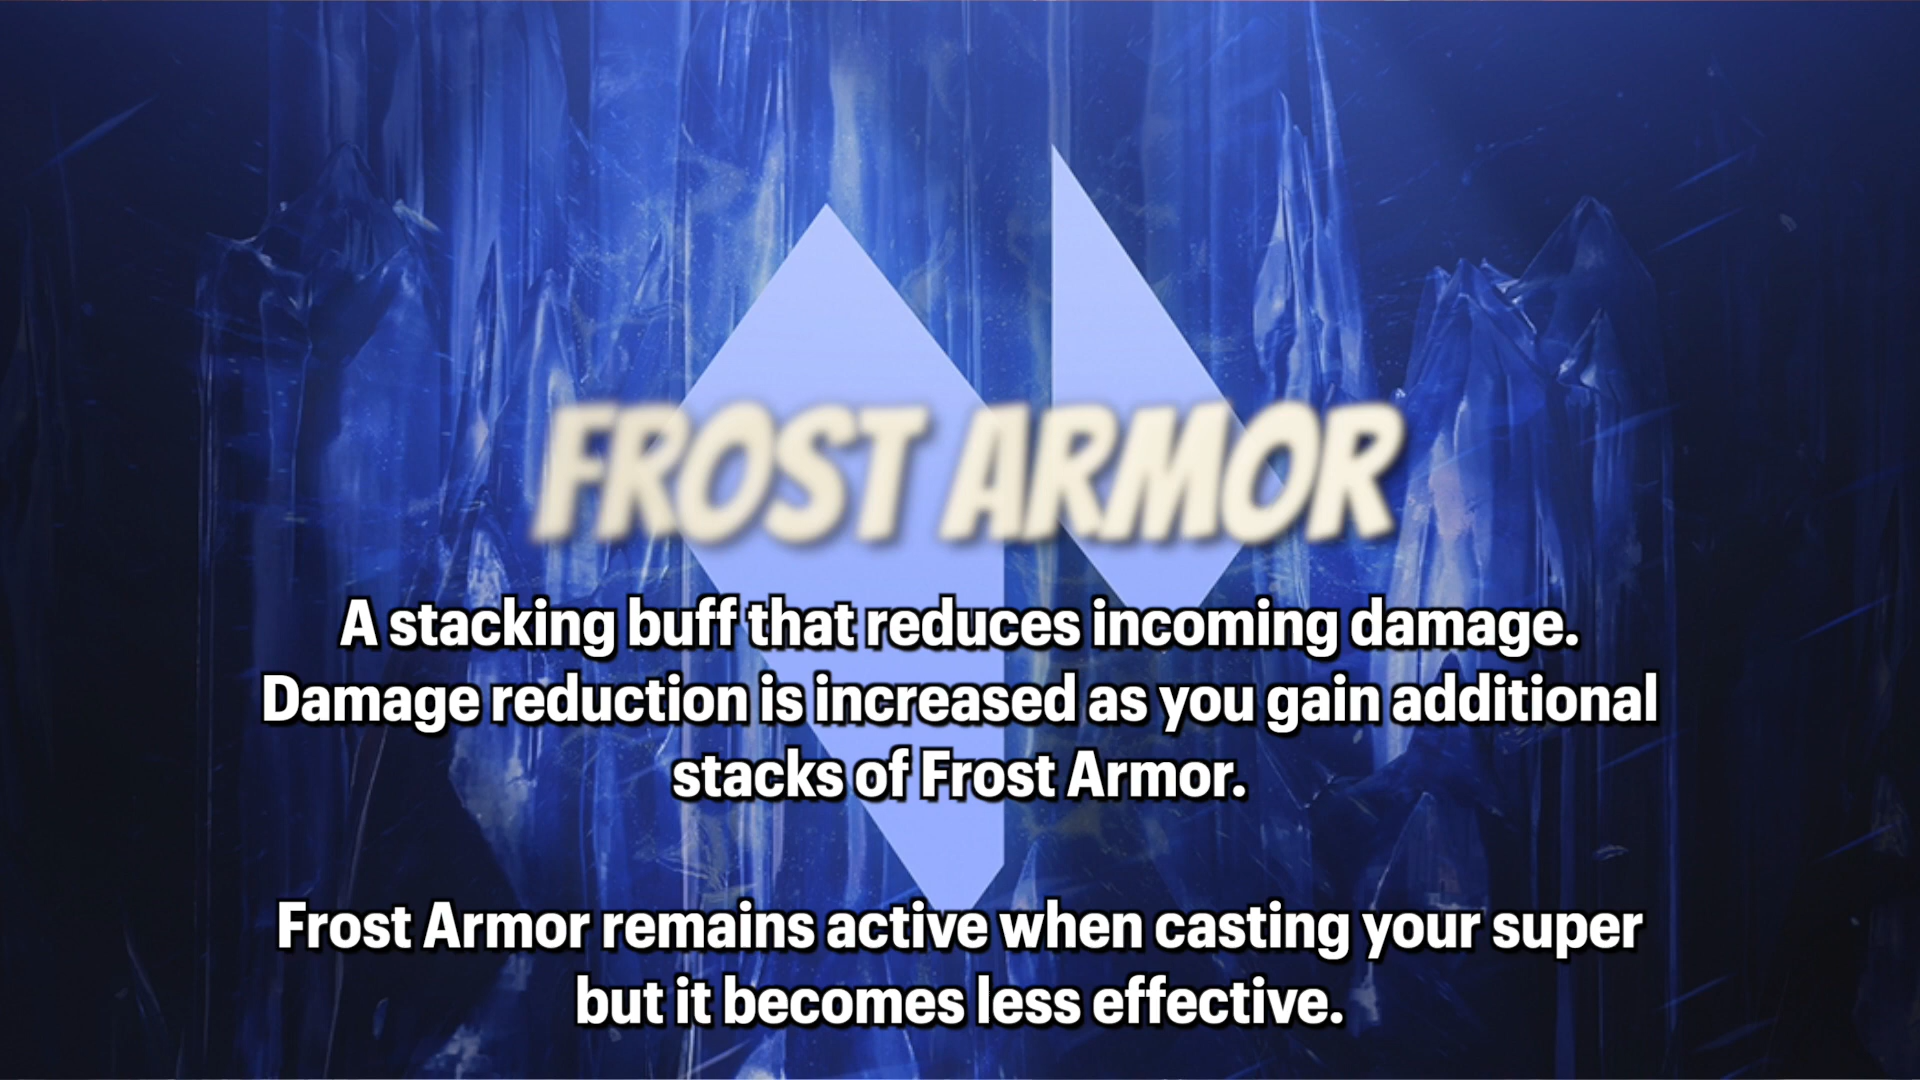 FROST ARMOR
A stacking buff that reduces incoming damage.
Damage reduction is increased as you gain additional
stacks of Frost Armor.
Frost Armor remains active when casting your super
but it becomes less effective.